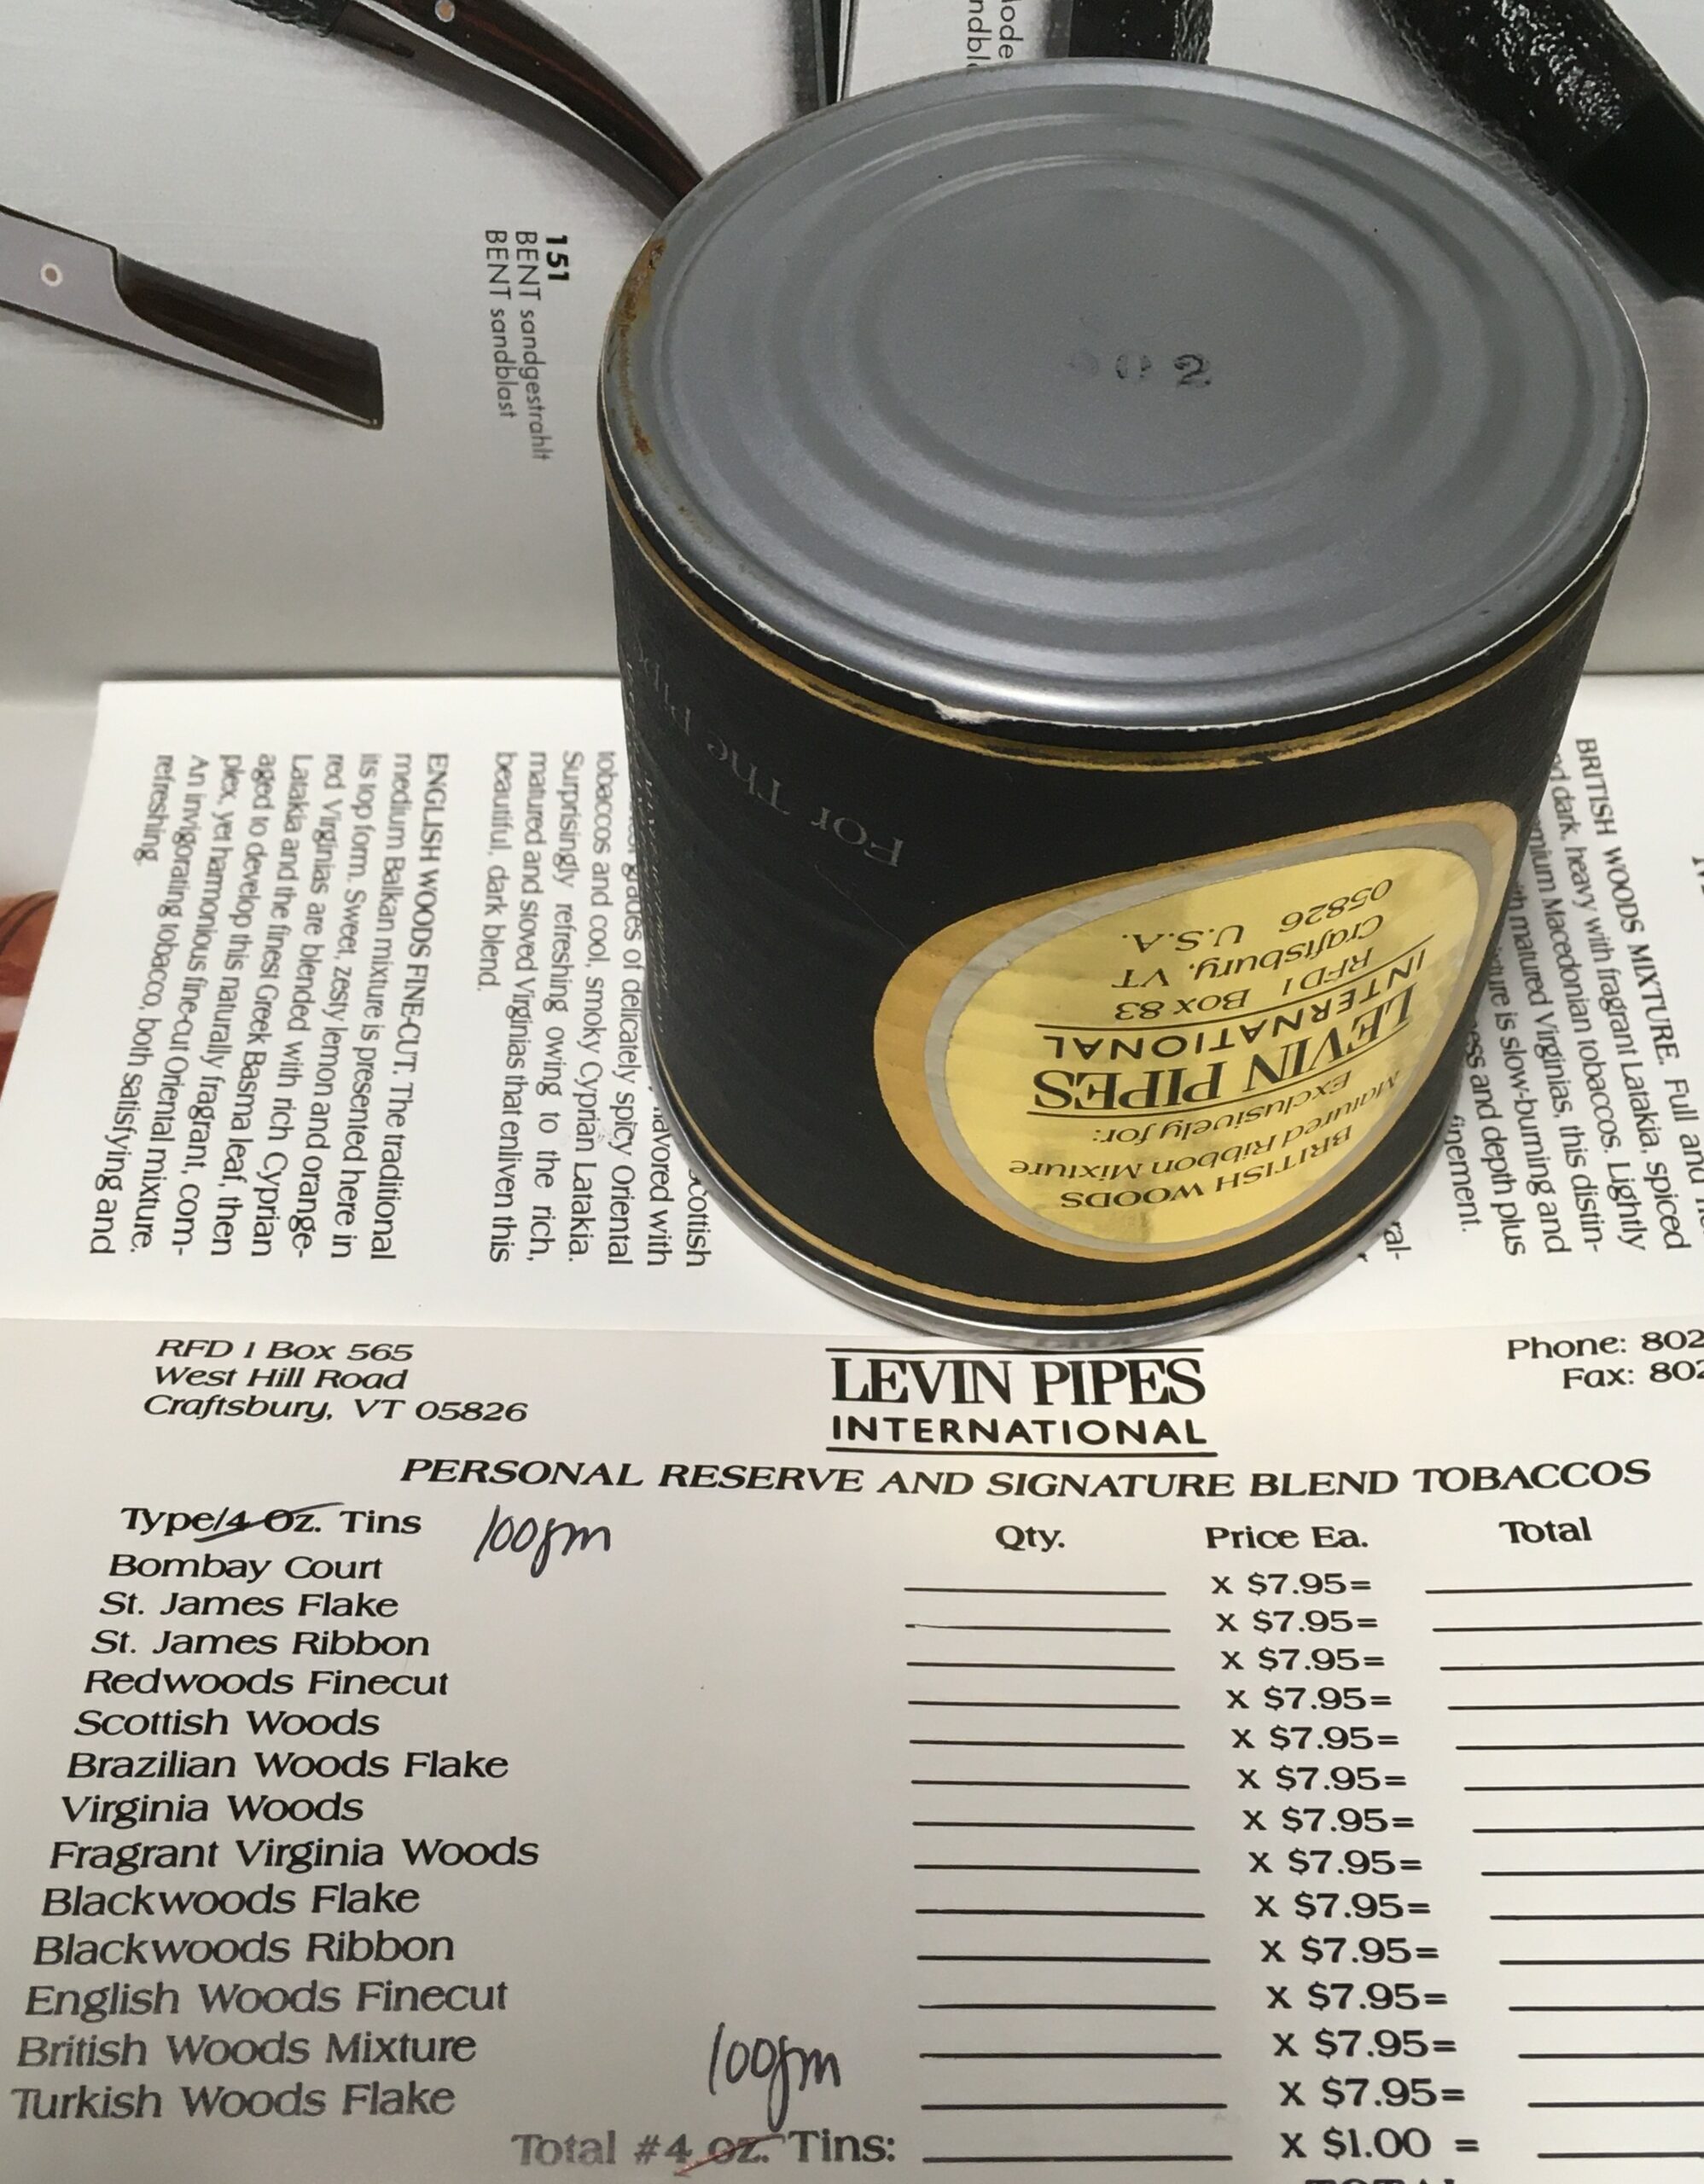 151
BENT sandgestrahlt
BENT sandblast
ENGLISH WOODS FINE-CUT. The traditional
medium Balkan mixture is presented here in
its top form. Sweet, zesty lemon and orange-
red Virginias are blended with rich Cyprian
Latakia and the finest Greek Basma leaf, then
aged to develop this naturally fragrant, com-
plex, yet harmonious fine-cut Oriental mixture.
An invigorating tobacco, both satisfying and
refreshing.
grades of delicately spicy Oriental
tobaccos and cool, smoky Cyprian Latakia.
Surprisingly refreshing owing to the rich,
matured and stoved Virginias that enliven this
beautiful, dark blend.
BRITISH WOODS MIXTURE. Full and
dark, heavy with fragrant Latakia, spiced
Macedonian tobaccos. Lightly
matured Virginias, this distin-
is slow-burning and
and depth plus
For The
BRITISH WOODS
Matured Ribbon Mixture
Exclusively for:
LEVIN PIPES
INTERNATIONAL
RFD 1 Box 83
Craftsbury, VT
05826 U.S.A.
RFD 1 Box 565
West Hill Road
Craftsbury, VT 05826
LEVIN PIPES
INTERNATIONAL
Phone: 802
Fax: 802
PERSONAL RESERVE AND SIGNATURE BLEND TOBACCOS
Type/4 Oz. Tins 100gm Qty. Price Ea. Total
Bombay Court x $7.95=
St. James Flake x $7.95=
St. James Ribbon x $7.95=
Redwoods Finecut x $7.95=
Scottish Woods x $7.95=
Brazilian Woods Flake x $7.95=
Virginia Woods x $7.95=
Fragrant Virginia Woods x $7.95=
Blackwoods Flake x $7.95=
Blackwoods Ribbon x $7.95=
English Woods Finecut x $7.95=
British Woods Mixture x $7.95=
Turkish Woods Flake x $7.95=
100gm
Total #4 oz. Tins: x $1.00 =